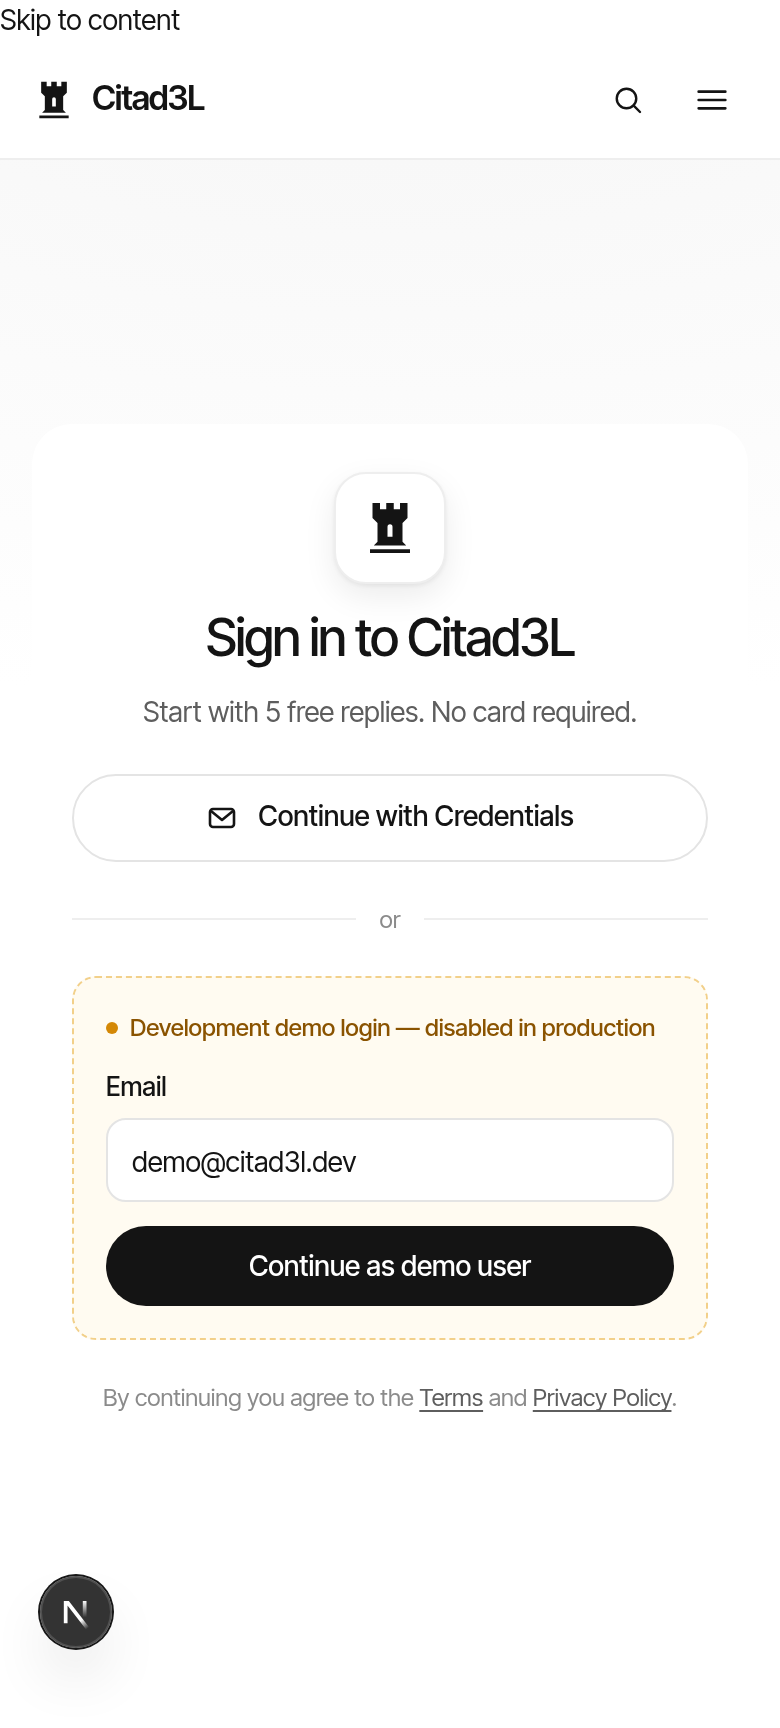 Skip to content
Citad3L
Sign in to Citad3L
Start with 5 free replies. No card required.
Continue with Credentials
or
Development demo login — disabled in production
Email
demo@citad3l.dev
Continue as demo user
By continuing you agree to the Terms and Privacy Policy.
N